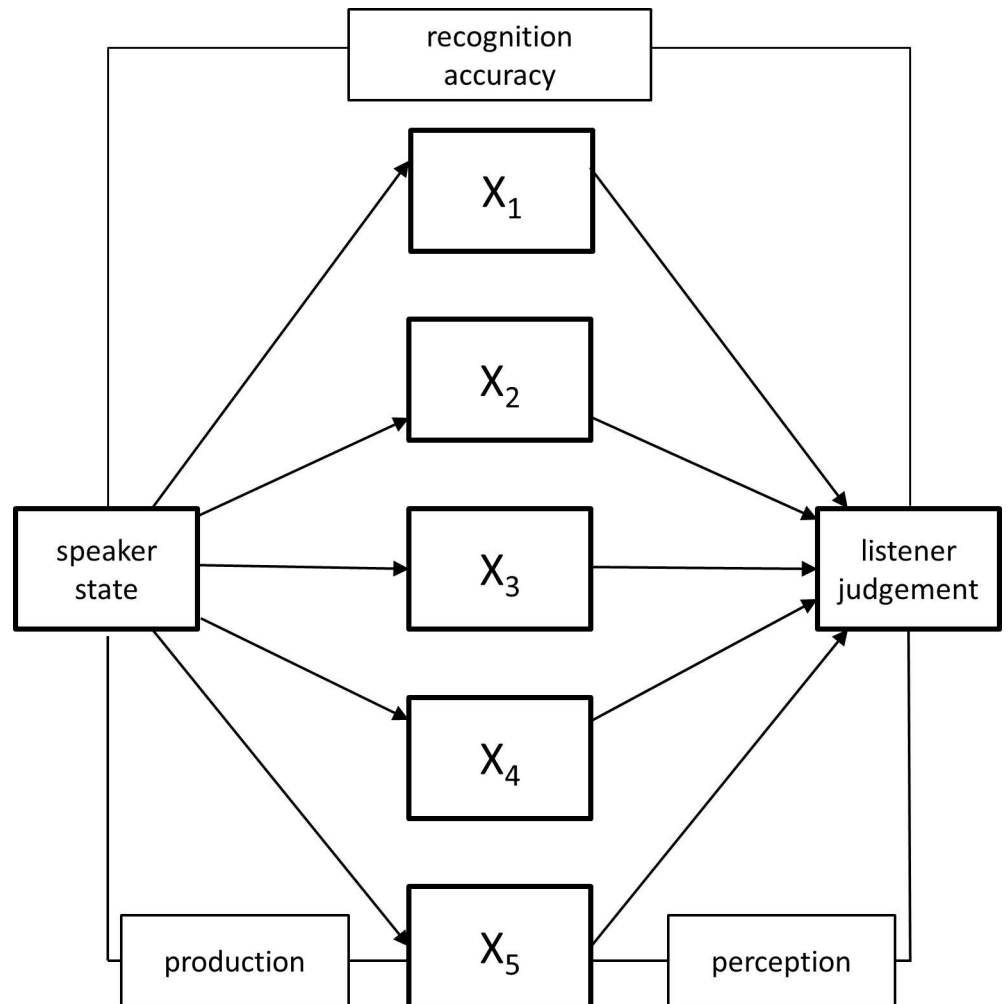 recognition
accuracy
X₁
X₂
speaker
state
X₃
listener
judgement
X₄
production
X₅
perception